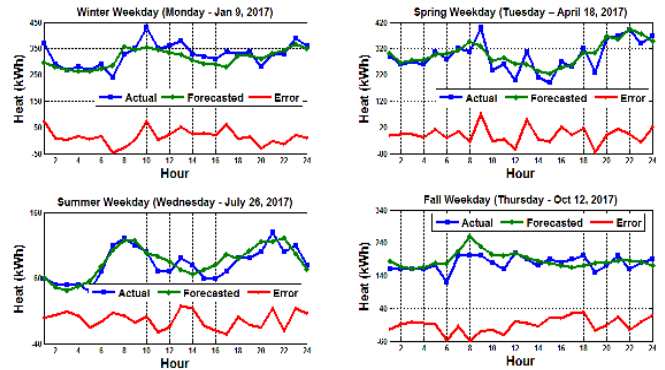 Winter Weekday (Monday - Jan 9, 2017)
450
350
250
150
50
-50
Heat (kWh)
Actual Forecasted Error
2 4 6 8 10 12 14 16 18 20 22 24
Hour
Spring Weekday (Tuesday – April 18, 2017)
420
320
220
120
20
-80
Heat (kWh)
Actual Forecasted Error
2 4 6 8 10 12 14 16 18 20 22 24
Hour
Summer Weekday (Wednesday - July 26, 2017)
160
60
-40
Heat (kWh)
Actual Forecasted Error
2 4 6 8 10 12 14 16 18 20 22 24
Hour
Fall Weekday (Thursday - Oct 12, 2017)
340
240
140
40
-60
Heat (kWh)
Actual Forecasted Error
2 4 6 8 10 12 14 16 18 20 22 24
Hour